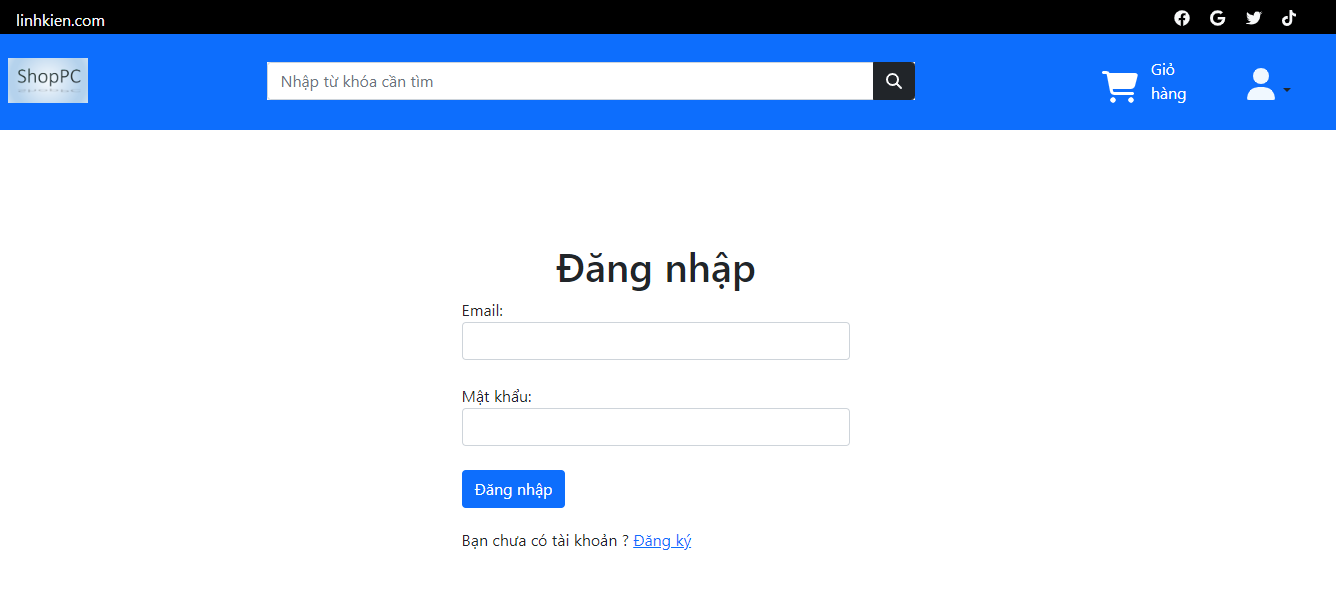 linhkien.com
ShopPC
Nhập từ khóa cần tìm
Giỏ
hàng
Đăng nhập
Email:
Mật khẩu:
Đăng nhập
Bạn chưa có tài khoản ? Đăng ký